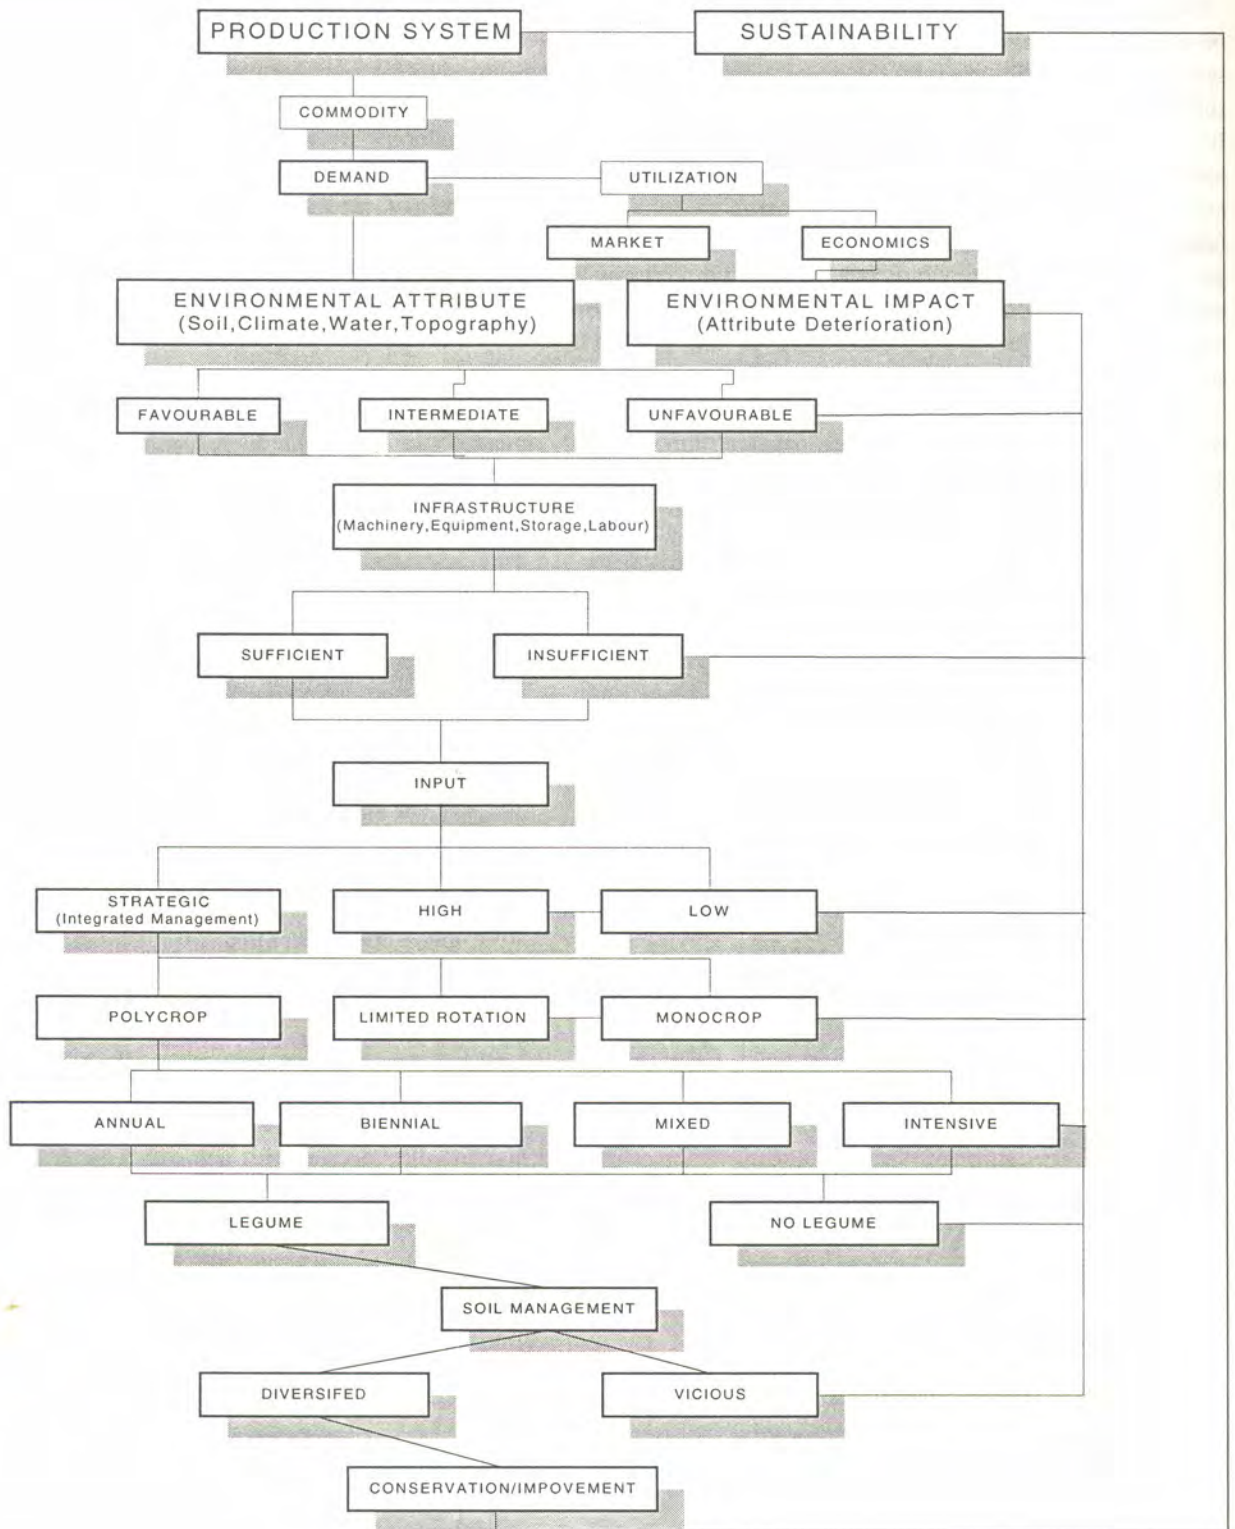 PRODUCTION SYSTEM
SUSTAINABILITY
COMMODITY
DEMAND
UTILIZATION
MARKET
ECONOMICS
ENVIRONMENTAL ATTRIBUTE
(Soil,Climate,Water,Topography)
ENVIRONMENTAL IMPACT
(Attribute Deterioration)
FAVOURABLE
INTERMEDIATE
UNFAVOURABLE
INFRASTRUCTURE
(Machinery,Equipment,Storage,Labour)
SUFFICIENT
INSUFFICIENT
INPUT
STRATEGIC
(Integrated Management)
HIGH
LOW
POLYCROP
LIMITED ROTATION
MONOCROP
ANNUAL
BIENNIAL
MIXED
INTENSIVE
LEGUME
NO LEGUME
SOIL MANAGEMENT
DIVERSIFED
VICIOUS
CONSERVATION/IMPOVEMENT